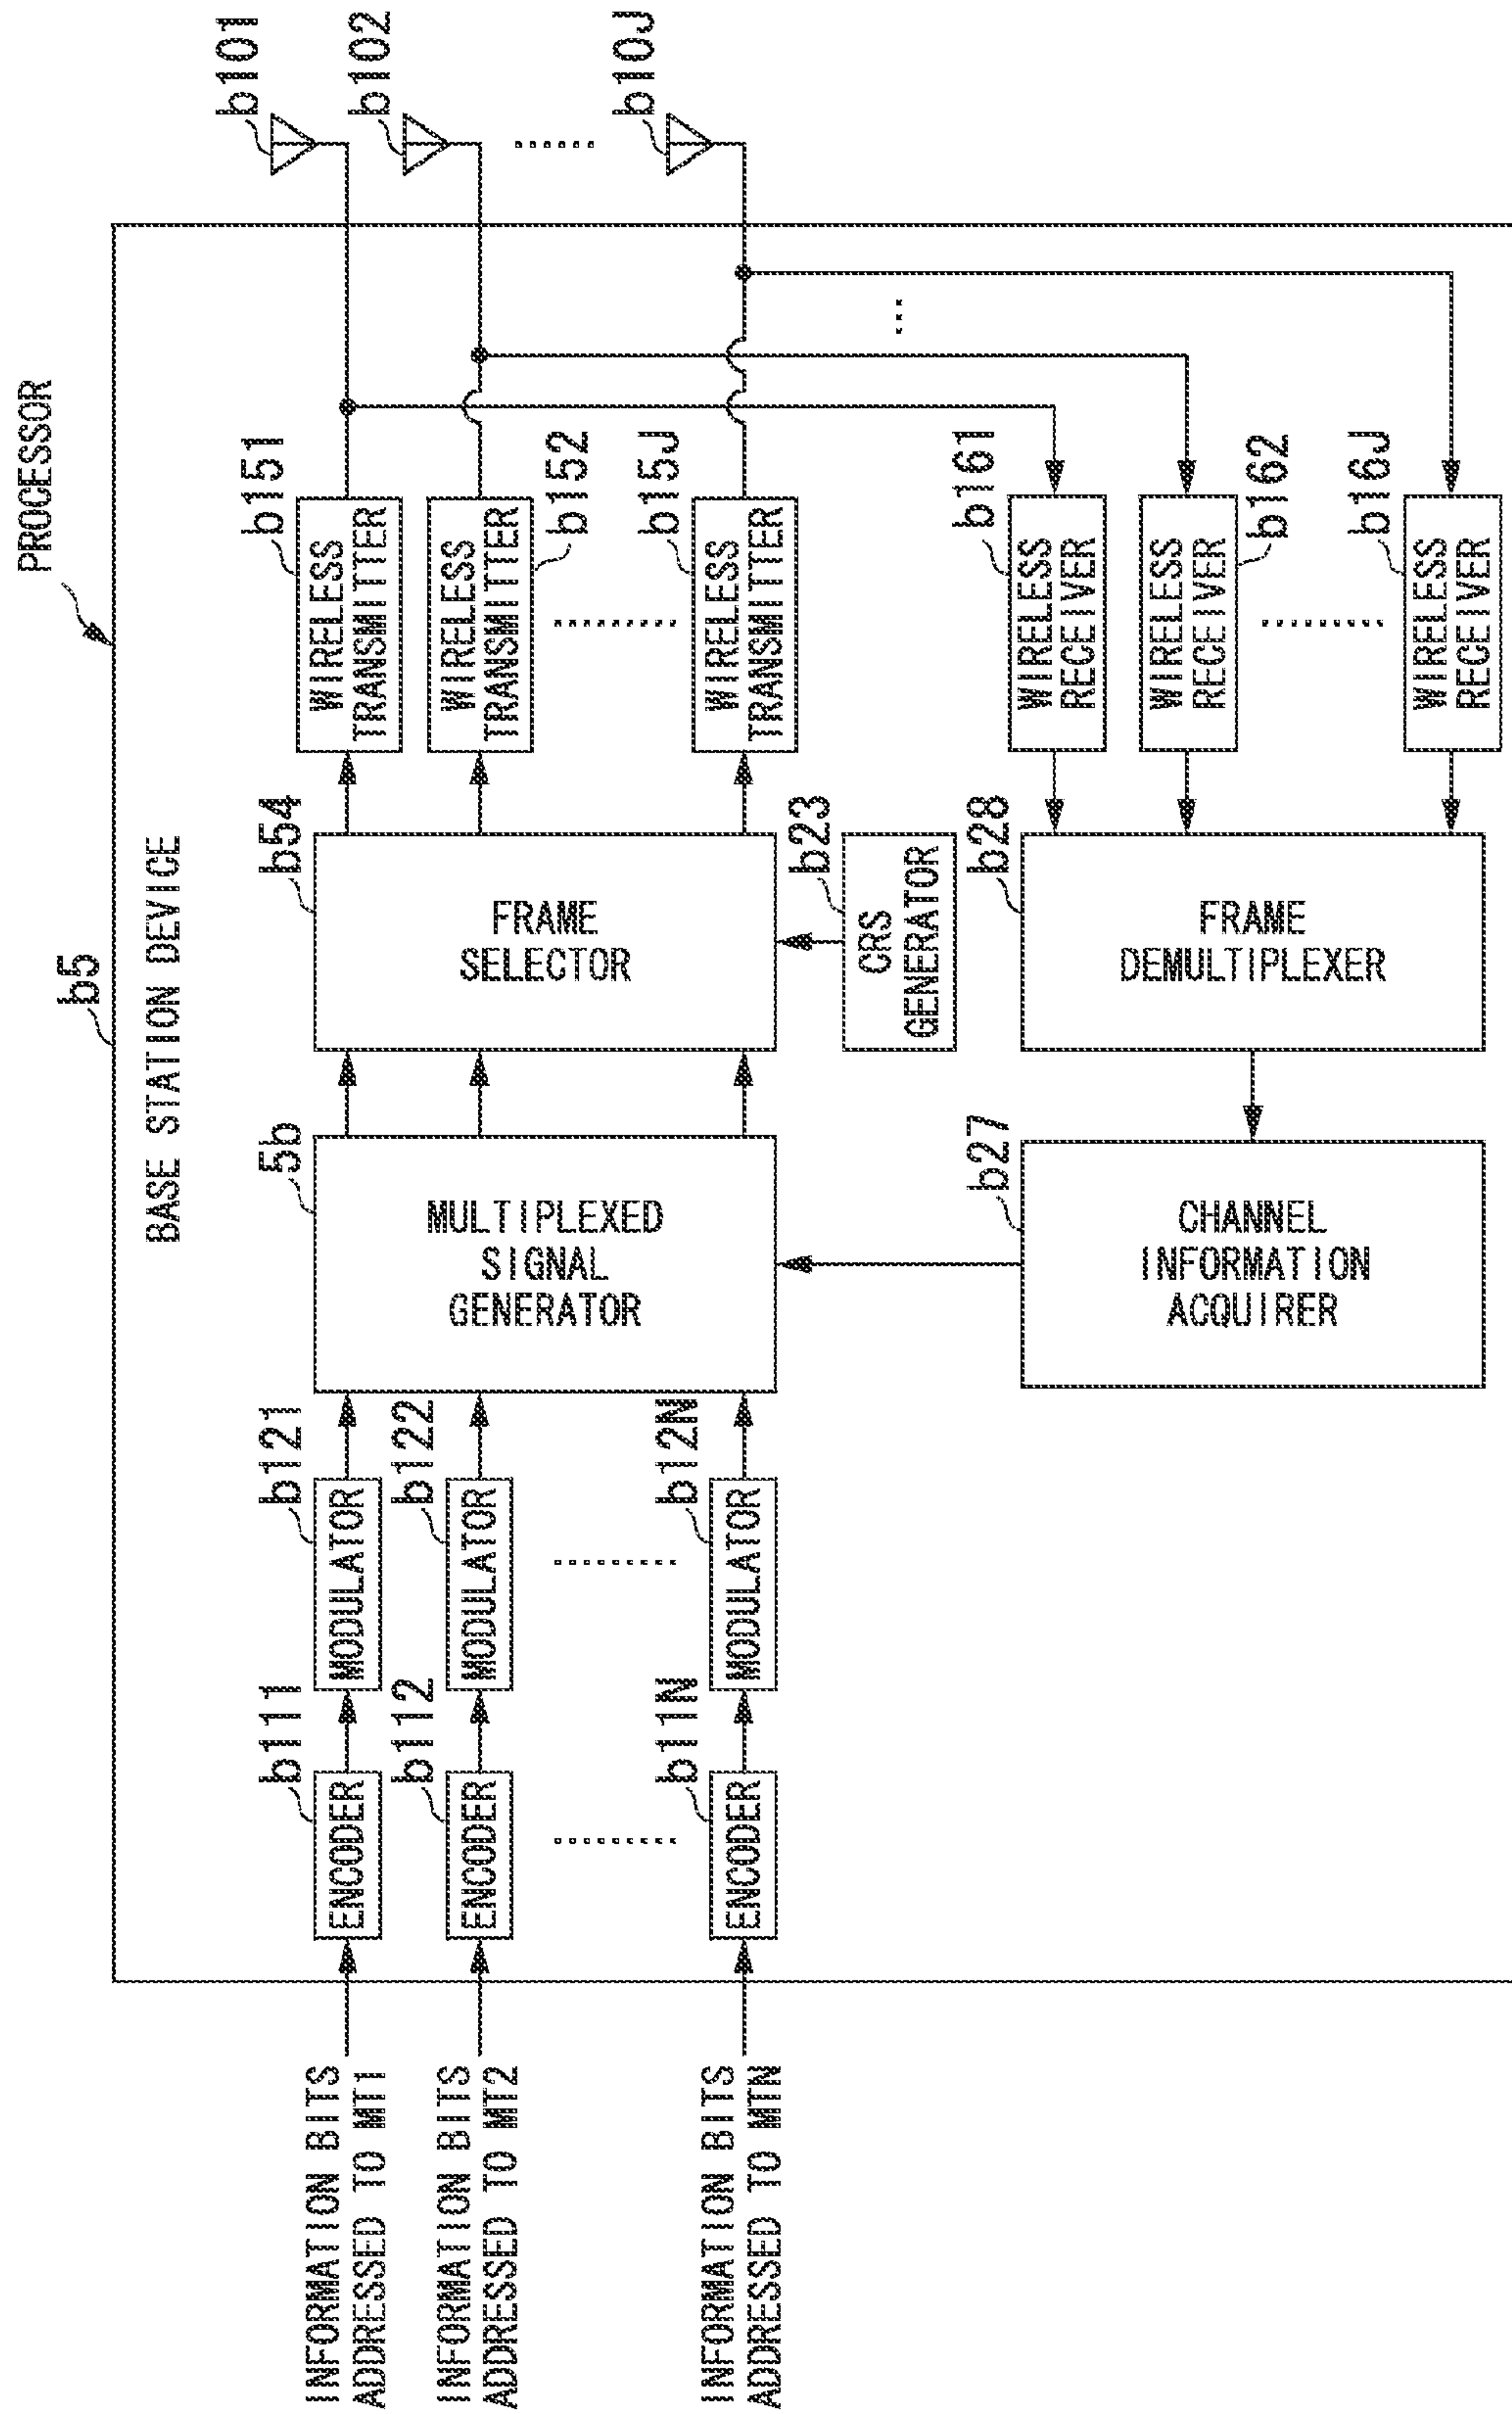 PROCESSOR
b5
BASE STATION DEVICE
INFORMATION BITS
ADDRESSED TO MT1
INFORMATION BITS
ADDRESSED TO MT2
INFORMATION BITS
ADDRESSED TO MTN
b111
ENCODER
b112
ENCODER
b11N
ENCODER
b121
MODULATOR
b122
MODULATOR
b12N
MODULATOR
5b
MULTIPLEXED
SIGNAL
GENERATOR
b54
FRAME
SELECTOR
b23
CRS
GENERATOR
b151
WIRELESS
TRANSMITTER
b152
WIRELESS
TRANSMITTER
b15J
WIRELESS
TRANSMITTER
b101
b102
b10J
b161
WIRELESS
RECEIVER
b162
WIRELESS
RECEIVER
b16J
WIRELESS
RECEIVER
b28
FRAME
DEMULTIPLEXER
b27
CHANNEL
INFORMATION
ACQUIRER